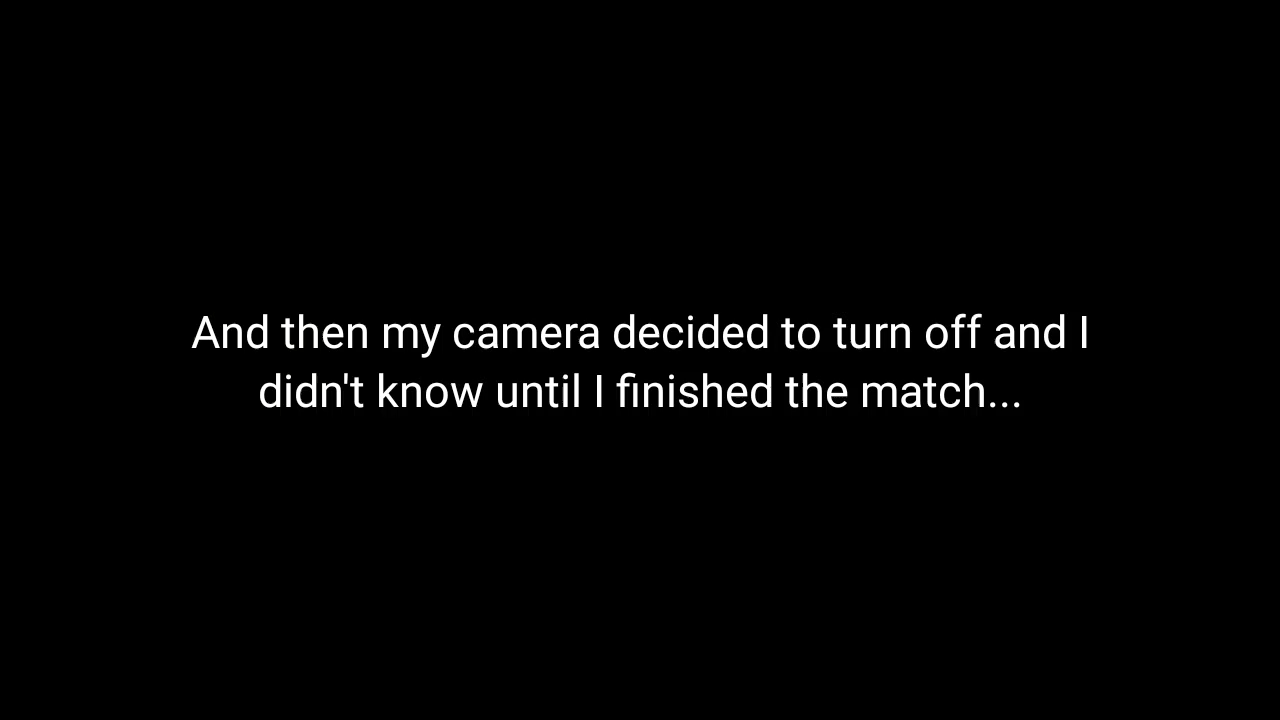 And then my camera decided to turn off and I
didn't know until I finished the match...